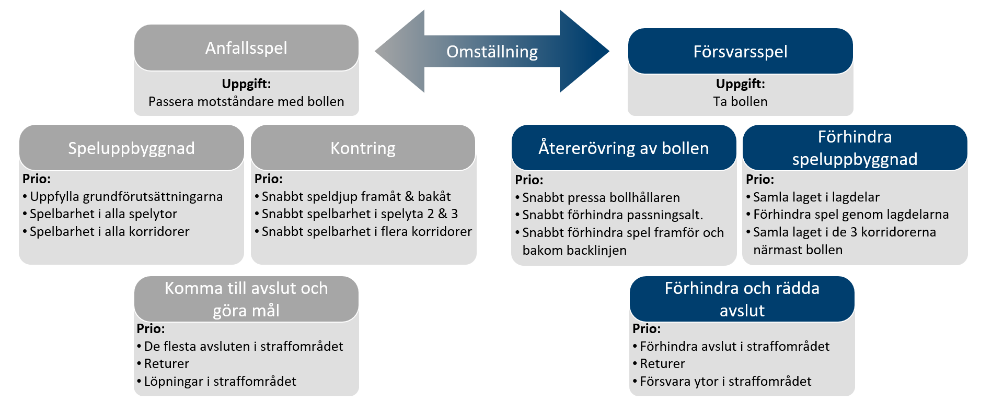 Anfallsspel
Omställning
Försvarsspel
Uppgift:
Passera motståndare med bollen
Uppgift:
Ta bollen
Speluppbyggnad
Prio:
• Uppfylla grundförutsättningarna
• Spelbarhet i alla spelytor
• Spelbarhet i alla korridorer
Kontring
Prio:
• Snabbt speldjup framåt & bakåt
• Snabbt spelbarhet i spelyta 2 & 3
• Snabbt spelbarhet i flera korridorer
Återerövring av bollen
Prio:
• Snabbt pressa bollhållaren
• Snabbt förhindra passningsalt.
• Snabbt förhindra spel framför och
bakom backlinjen
Förhindra
speluppbyggnad
Prio:
• Samla laget i lagdelar
• Förhindra spel genom lagdelarna
• Samla laget i de 3 korridorerna
närmast bollen
Komma till avslut och
göra mål
Prio:
• De flesta avsluten i straffområdet
• Returer
• Löpningar i straffområdet
Förhindra och rädda
avslut
Prio:
• Förhindra avslut i straffområdet
• Returer
• Försvara ytor i straffområdet